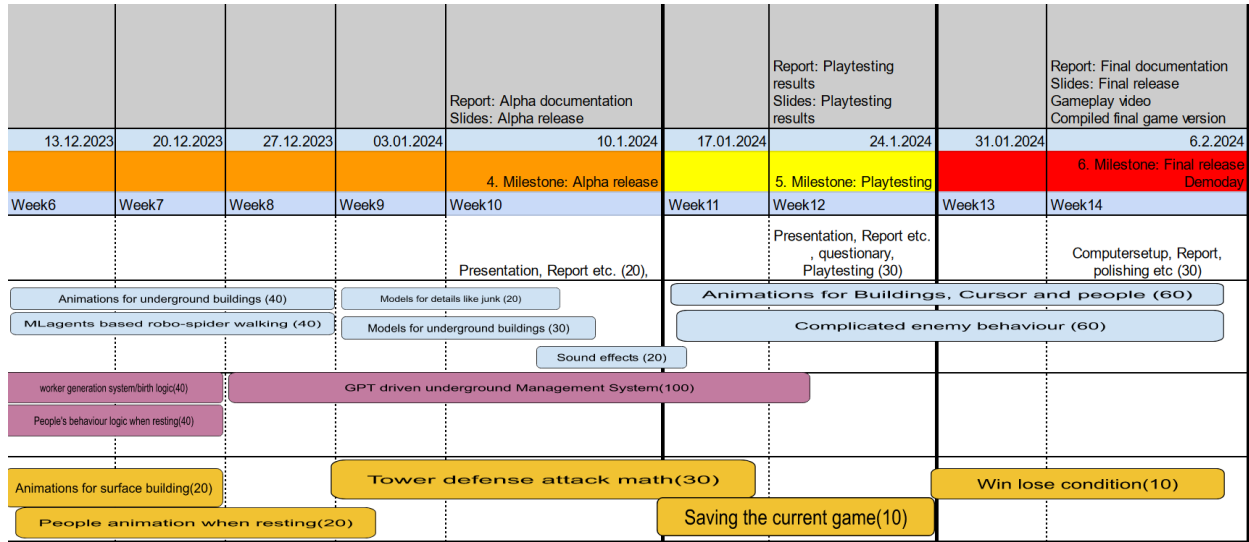 Report: Alpha documentation
Slides: Alpha release
Report: Playtesting
results
Slides: Playtesting
results
Report: Final documentation
Slides: Final release
Gameplay video
Compiled final game version
13.12.2023 20.12.2023 27.12.2023 03.01.2024 10.1.2024 17.01.2024 24.1.2024 31.01.2024 6.2.2024
4. Milestone: Alpha release
5. Milestone: Playtesting
6. Milestone: Final release
Demoday
Week6 Week7 Week8 Week9 Week10 Week11 Week12 Week13 Week14
Presentation, Report etc. (20),
Presentation, Report etc.
, questionary,
Playtesting (30)
Computersetup, Report,
polishing etc (30)
Animations for underground buildings (40)
Models for details like junk (20)
Animations for Buildings, Cursor and people (60)
MLagents based robo-spider walking (40)
Models for underground buildings (30)
Complicated enemy behaviour (60)
Sound effects (20)
worker generation system/birth logic(40)
GPT driven underground Management System(100)
People's behaviour logic when resting(40)
Animations for surface building(20)
Tower defense attack math(30)
Win lose condition(10)
People animation when resting(20)
Saving the current game(10)